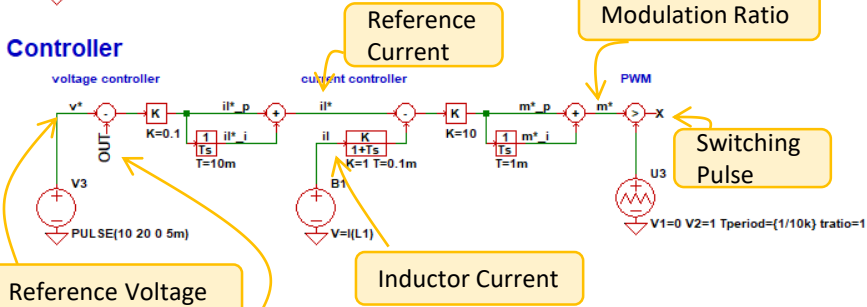 Reference
Current
Modulation Ratio
Controller
voltage controller
current controller
PWM
v*
-
K
il*_p
+
il*
-
K
m*_p
+
m*
>
X
K=0.1
K=10
OUT
1
Ts
il*_i
T=10m
il
K
1+Ts
K=1 T=0.1m
1
Ts
m*_i
T=1m
Switching
Pulse
V3
B1
U3
PULSE(10 20 0 5m)
V=I(L1)
V1=0 V2=1 Tperiod={1/10k} tratio=1
Reference Voltage
Inductor Current